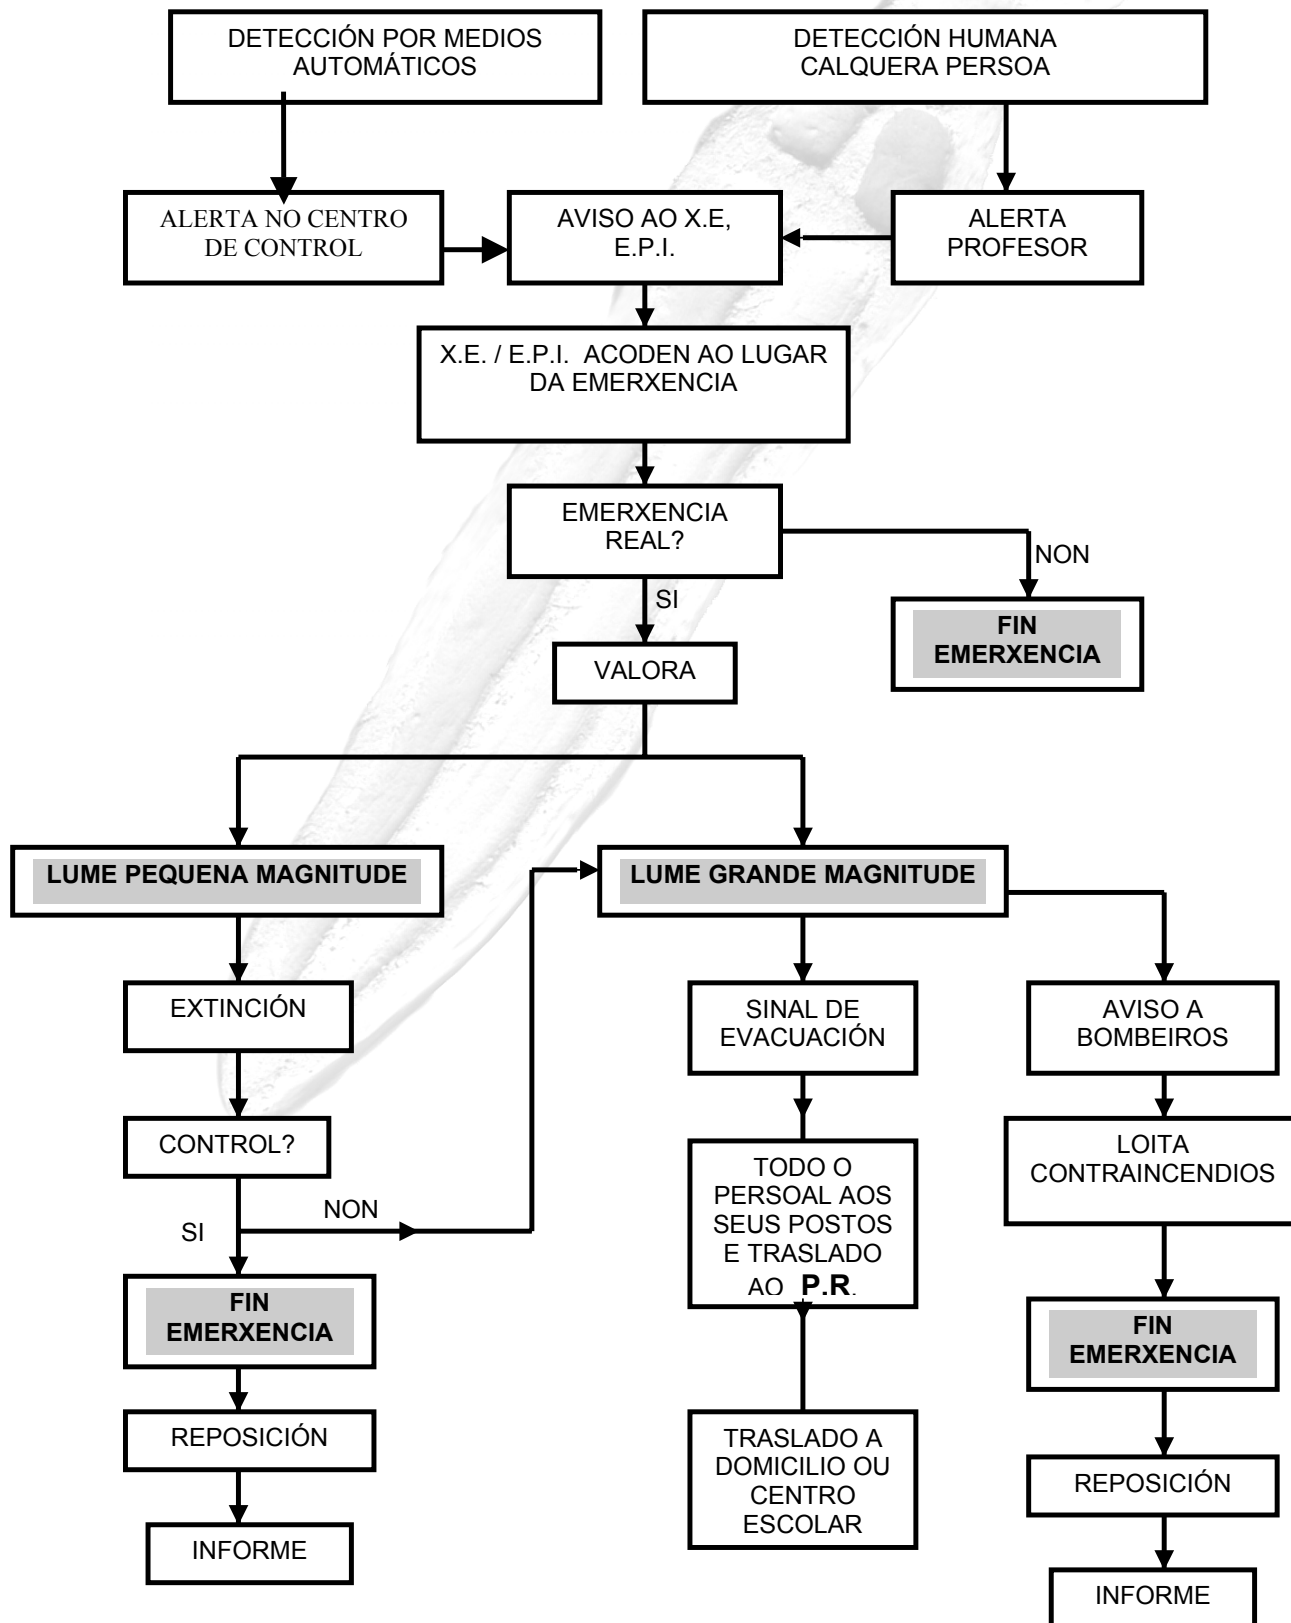 DETECCIÓN POR MEDIOS
AUTOMÁTICOS
DETECCIÓN HUMANA
CALQUERA PERSOA
ALERTA NO CENTRO
DE CONTROL
AVISO AO X.E,
E.P.I.
ALERTA
PROFESOR
X.E. / E.P.I. ACODEN AO LUGAR
DA EMERXENCIA
EMERXENCIA
REAL?
NON
SI
FIN
EMERXENCIA
VALORA
LUME PEQUENA MAGNITUDE
LUME GRANDE MAGNITUDE
EXTINCIÓN
SINAL DE
EVACUACIÓN
AVISO A
BOMBEIROS
CONTROL?
LOITA
CONTRAINCENDIOS
TODO O
PERSOAL AOS
SEUS POSTOS
E TRASLADO
AO P.R.
NON
SI
FIN
EMERXENCIA
FIN
EMERXENCIA
REPOSICIÓN
TRASLADO A
DOMICILIO OU
CENTRO
ESCOLAR
REPOSICIÓN
INFORME
INFORME